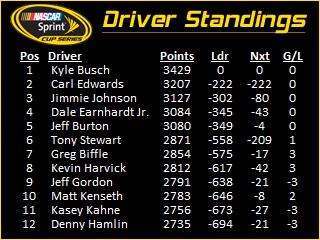 NASCAR
Sprint
CUP SERIES
Driver Standings
Pos Driver Points Ldr Nxt G/L
1 Kyle Busch 3429 0 0 0
2 Carl Edwards 3207 -222 -222 0
3 Jimmie Johnson 3127 -302 -80 0
4 Dale Earnhardt Jr. 3084 -345 -43 0
5 Jeff Burton 3080 -349 -4 0
6 Tony Stewart 2871 -558 -209 1
7 Greg Biffle 2854 -575 -17 3
8 Kevin Harvick 2812 -617 -42 3
9 Jeff Gordon 2791 -638 -21 -3
10 Matt Kenseth 2783 -646 -8 2
11 Kasey Kahne 2756 -673 -27 -3
12 Denny Hamlin 2735 -694 -21 -3